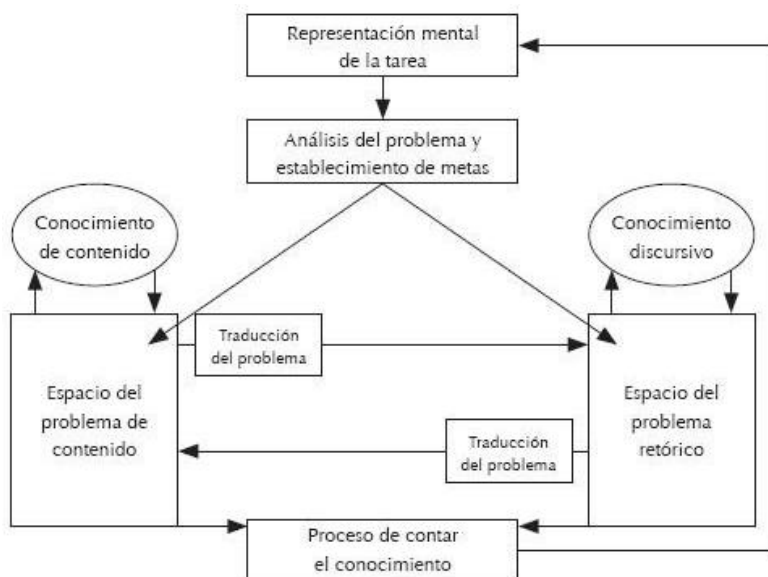 Representación mental
de la tarea
Análisis del problema y
establecimiento de metas
Conocimiento
de contenido
Conocimiento
discursivo
Traducción
del problema
Espacio del
problema de
contenido
Espacio del
problema
retórico
Traducción
del problema
Proceso de contar
el conocimiento